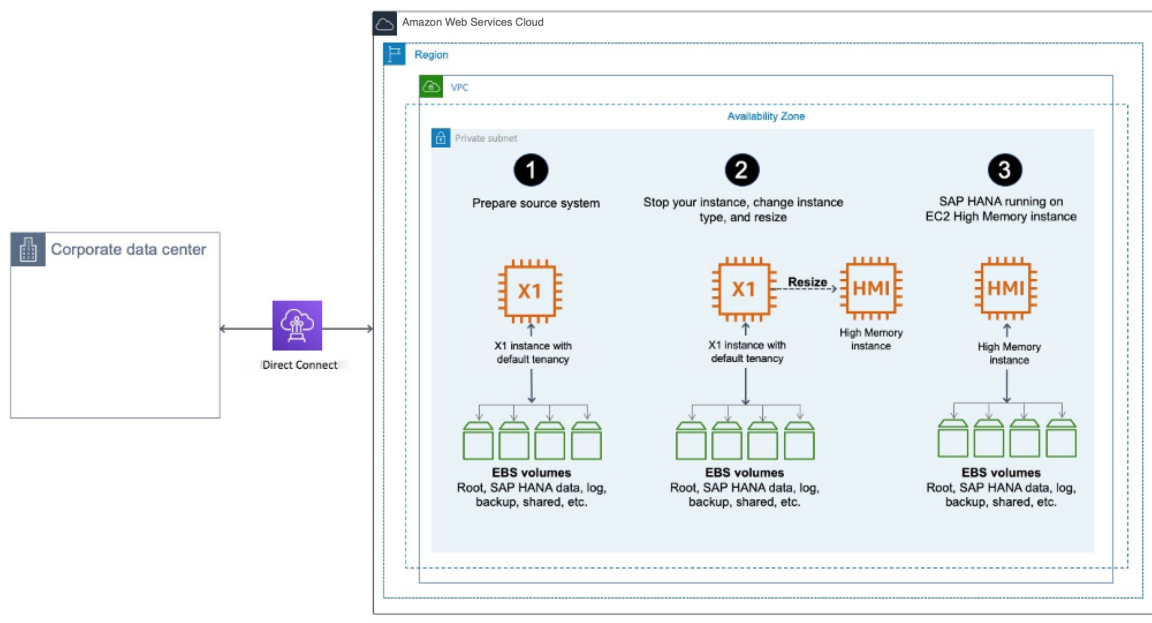 Amazon Web Services Cloud
Region
VPC
Availability Zone
Private subnet
1
Prepare source system
2
Stop your instance, change instance
type, and resize
3
SAP HANA running on
EC2 High Memory instance
Corporate data center
Direct Connect
X1
X1 instance with
default tenancy
X1
Resize
HMI
X1 instance with
default tenancy
High Memory
instance
HMI
High Memory
instance
EBS volumes
Root, SAP HANA data, log,
backup, shared, etc.
EBS volumes
Root, SAP HANA data, log,
backup, shared, etc.
EBS volumes
Root, SAP HANA data, log,
backup, shared, etc.